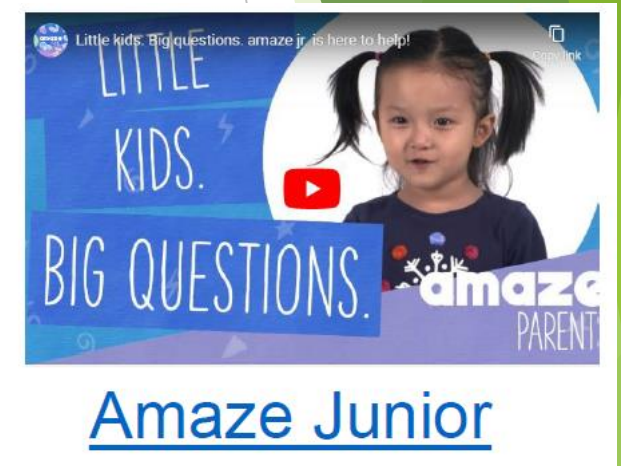 Little kids. Big questions. amaze jr. is here to help!
Copy link
LITTLE
KIDS.
BIG QUESTIONS.
amaze
PARENTS
Amaze Junior